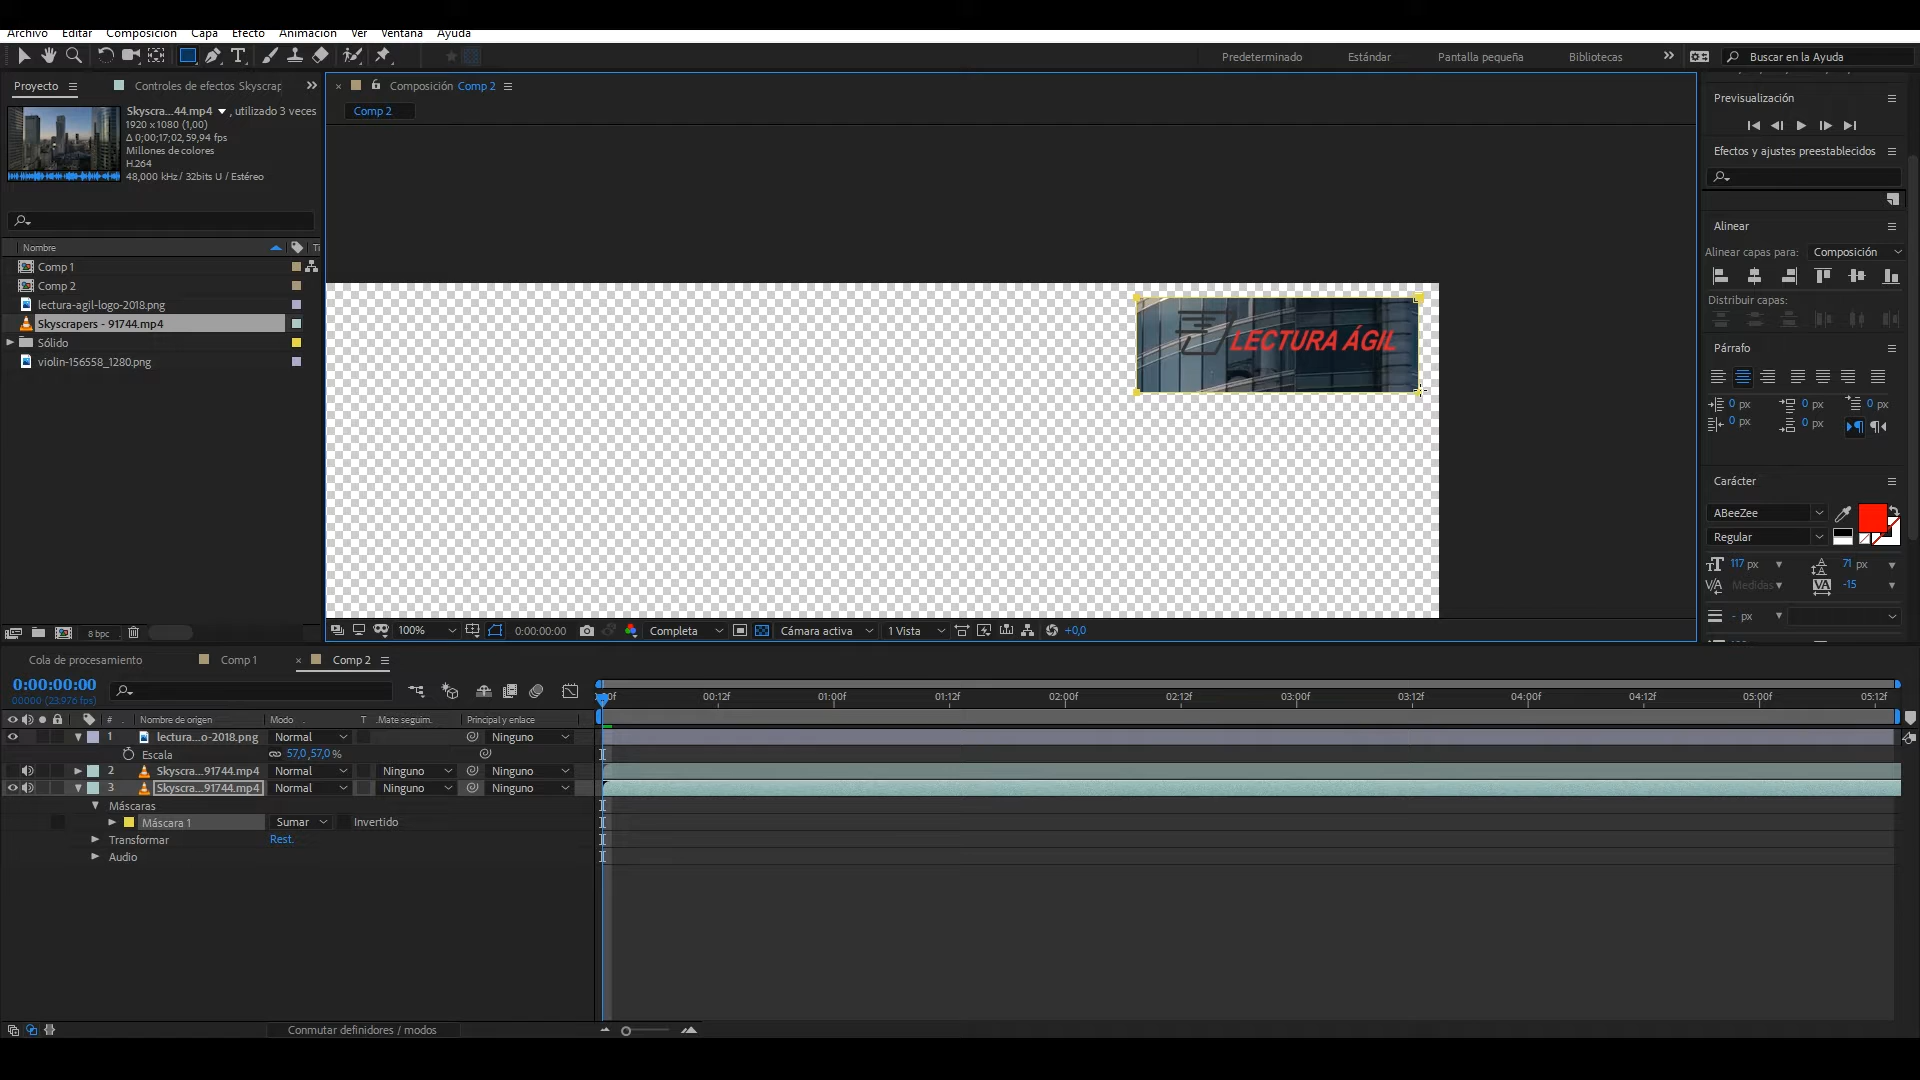 Archivo Editar Composición Capa Efecto Animación Ver Ventana Ayuda
Predeterminado Estándar Pantalla pequeña Bibliotecas Buscar en la Ayuda
Proyecto Controles de efectos Skyscrap
Skyscra...44.mp4 , utilizado 3 veces
1920 x 1080 (1,00)
Δ 0;00;17;02, 59,94 fps
Millones de colores
H.264
48,000 kHz / 32bits U / Estéreo
Nombre
Comp 1
Comp 2
lectura-agil-logo-2018.png
Skyscrapers - 91744.mp4
Sólido
violin-156558_1280.png
8 bpc
Composición Comp 2
Comp 2
LECTURA ÁGIL
100% 0:00:00:00 Completa Cámara activa 1 Vista +0,0
Previsualización
Efectos y ajustes preestablecidos
Alinear
Alinear capas para: Composición
Distribuir capas:
Párrafo
0 px 0 px 0 px
0 px 0 px
Carácter
ABeeZee
Regular
117 px 71 px
Medidas -15
- px
Cola de procesamiento Comp 1 Comp 2
0:00:00:00
00000 (23.976 fps)
00:12f 01:00f 01:12f 02:00f 02:12f 03:00f 03:12f 04:00f 04:12f 05:00f 05:12f
# Nombre de origen Modo T .Mate seguim. Principal y enlace
1 lectura...o-2018.png Normal Ninguno
Escala 57,0,57,0 %
2 Skyscra...91744.mp4 Normal Ninguno Ninguno
3 Skyscra...91744.mp4 Normal Ninguno Ninguno
Máscaras
Máscara 1 Sumar Invertido
Transformar Rest.
Audio
Conmutar definidores / modos